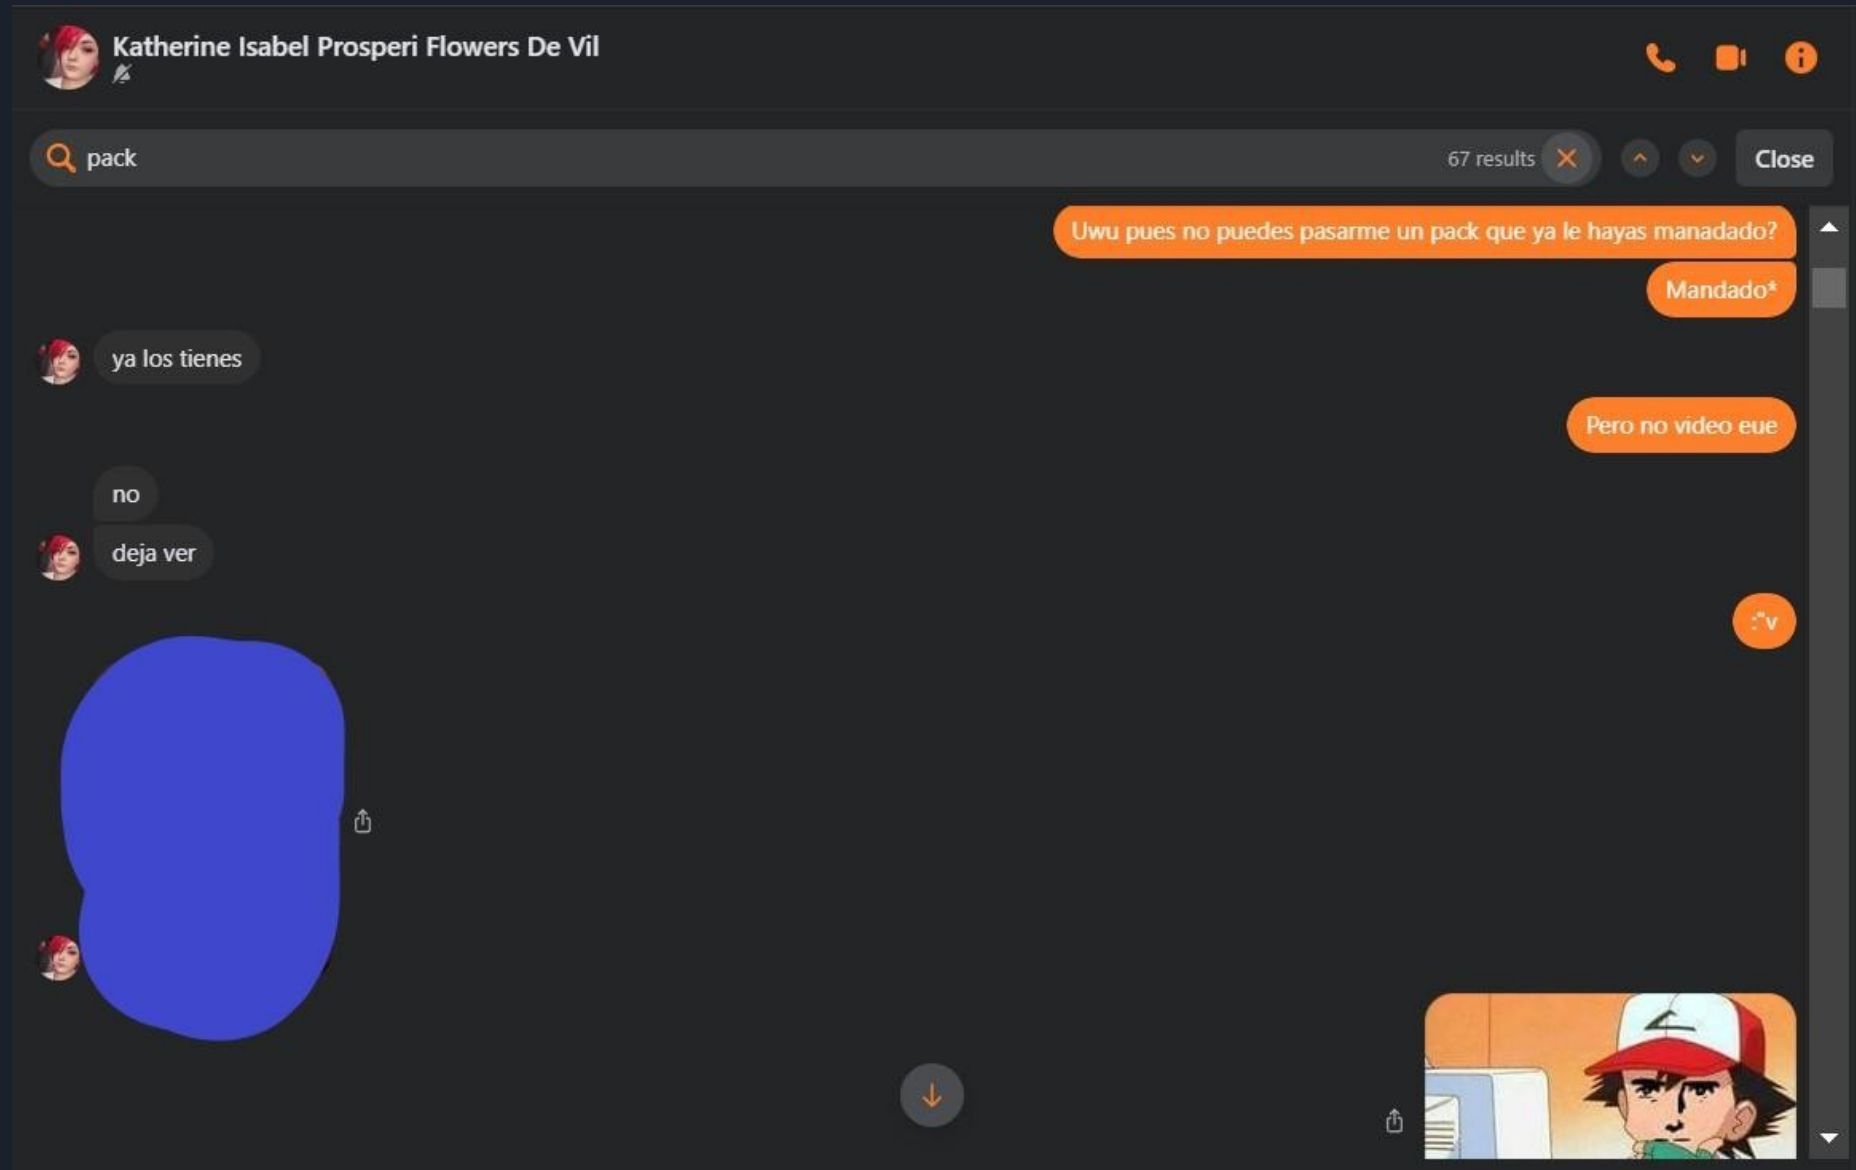 Katherine Isabel Prosperi Flowers De Vil
pack
67 results
Close
Uwu pues no puedes pasarme un pack que ya le hayas manadado?
Mandado*
ya los tienes
Pero no video eue
no
deja ver
:"v